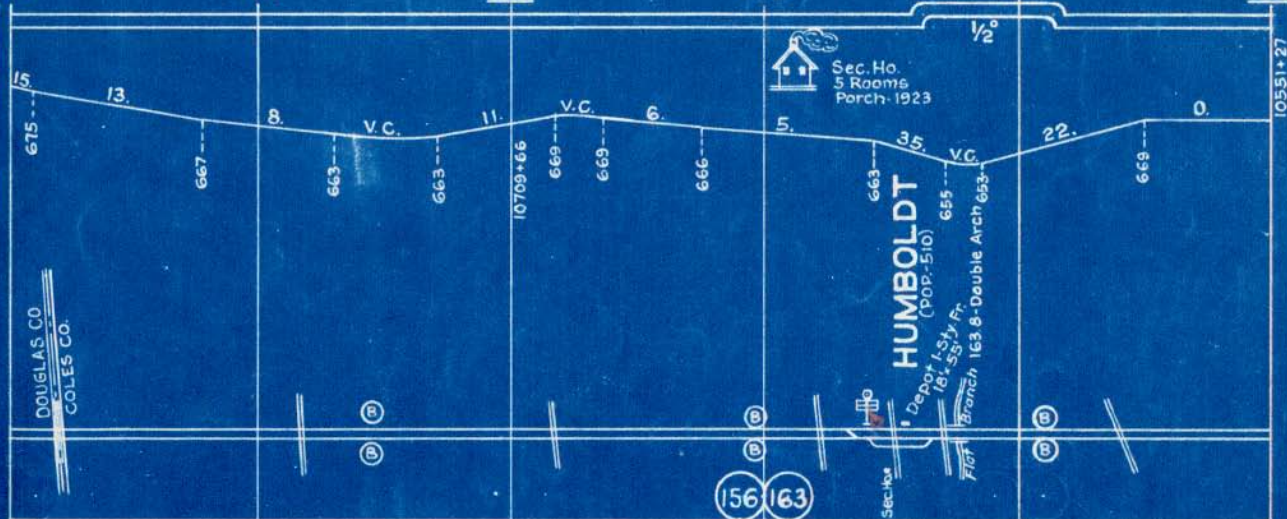 1/2°
Sec. Ho.
5 Rooms
Porch-1923
10551+27
15.
13.
8.
V.C.
11.
6.
5.
35.
V.C.
22.
0.
675
667
663
663
10709+66
669
669
666
663
655
653
669
HUMBOLDT
(POP.-510)
Depot 1-Sty Fr.
18'x55'
Flat Branch 163.8-Double Arch
DOUGLAS CO
COLES CO.
B
B
B
B
B
B
Sec. Hse
156
163